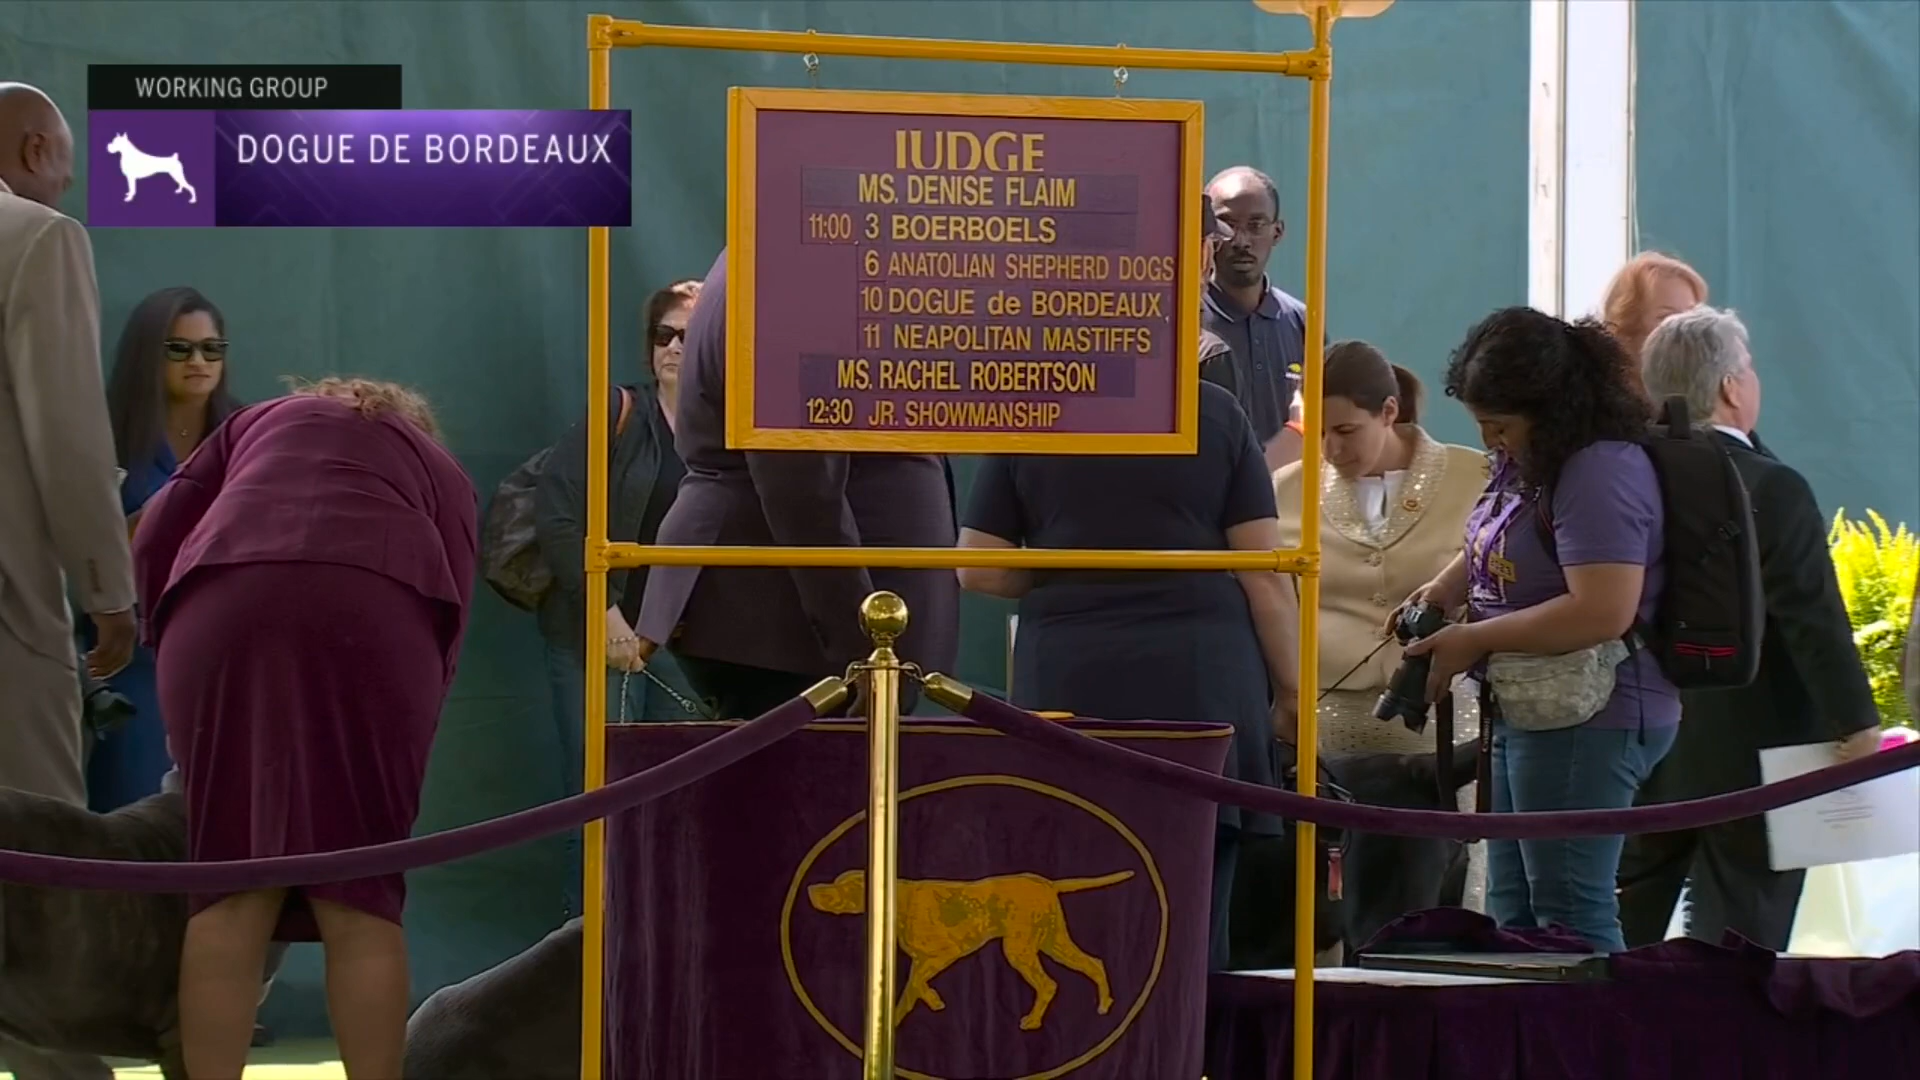 WORKING GROUP
DOGUE DE BORDEAUX
JUDGE
MS. DENISE FLAIM
11:00 3 BOERBOELS
6 ANATOLIAN SHEPHERD DOGS
10 DOGUE de BORDEAUX
11 NEAPOLITAN MASTIFFS
MS. RACHEL ROBERTSON
12:30 JR. SHOWMANSHIP